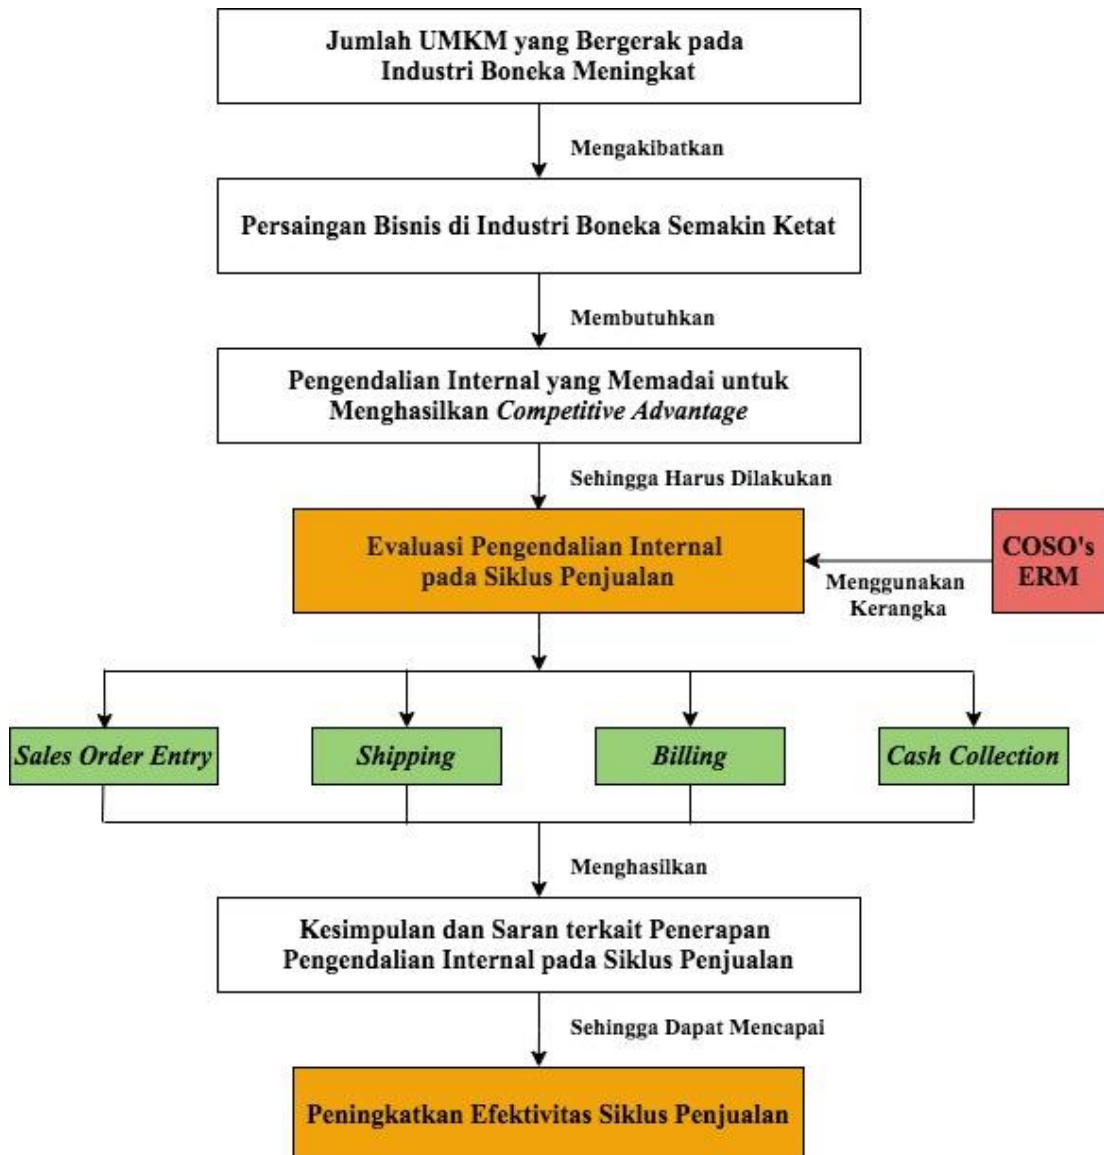 Jumlah UMKM yang Bergerak pada
Industri Boneka Meningkat
Mengakibatkan
Persaingan Bisnis di Industri Boneka Semakin Ketat
Membutuhkan
Pengendalian Internal yang Memadai untuk
Menghasilkan Competitive Advantage
Sehingga Harus Dilakukan
Evaluasi Pengendalian Internal
pada Siklus Penjualan
COSO's
ERM
Menggunakan
Kerangka
Sales Order Entry
Shipping
Billing
Cash Collection
Menghasilkan
Kesimpulan dan Saran terkait Penerapan
Pengendalian Internal pada Siklus Penjualan
Sehingga Dapat Mencapai
Peningkatkan Efektivitas Siklus Penjualan